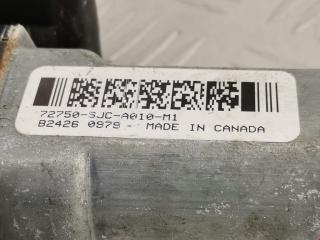 72750-SJC-A010-M1
B2426 0979 - MADE IN CANADA